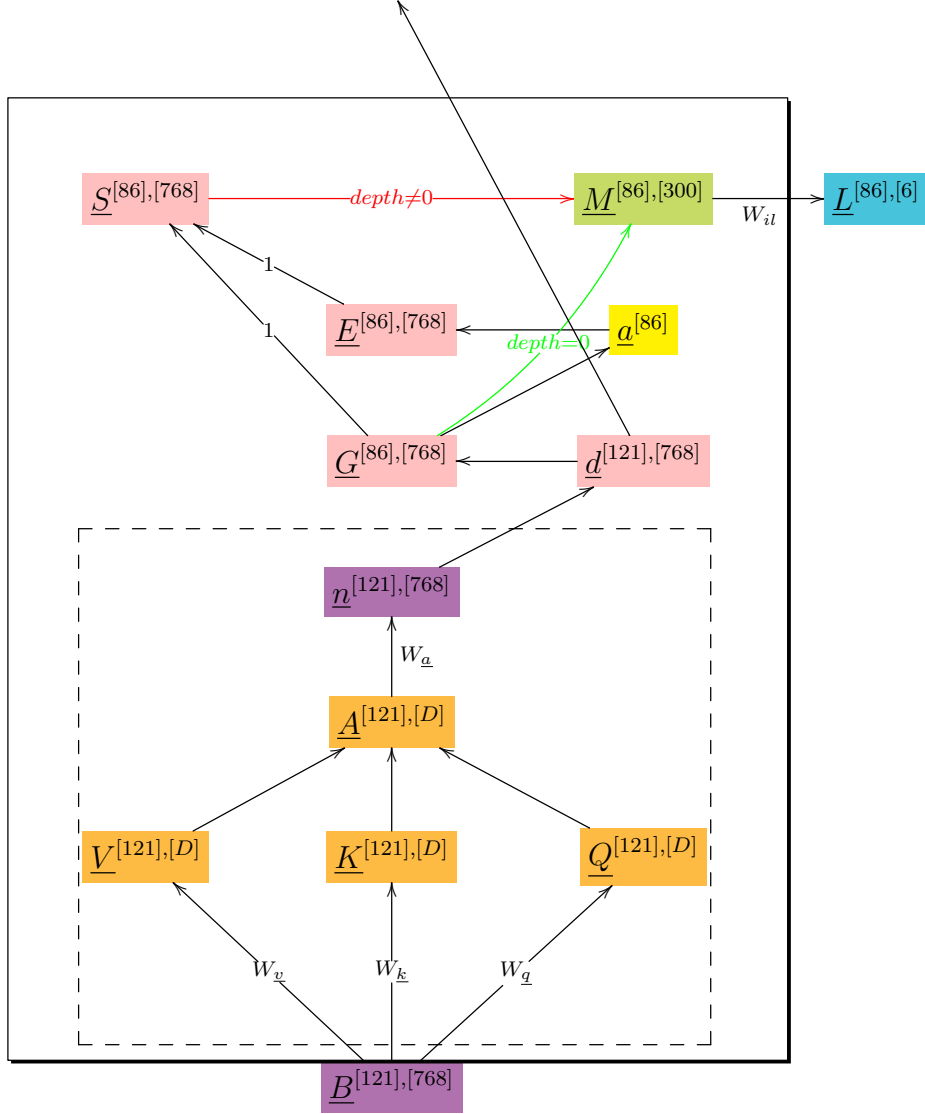 S^[86],[768] depth≠0 M^[86],[300] W_il L^[86],[6]
1
E^[86],[768] a^[86]
1 depth=0
G^[86],[768] d^[121],[768]
n^[121],[768]
W_a
A^[121],[D]
V^[121],[D] K^[121],[D] Q^[121],[D]
W_v W_k W_q
B^[121],[768]